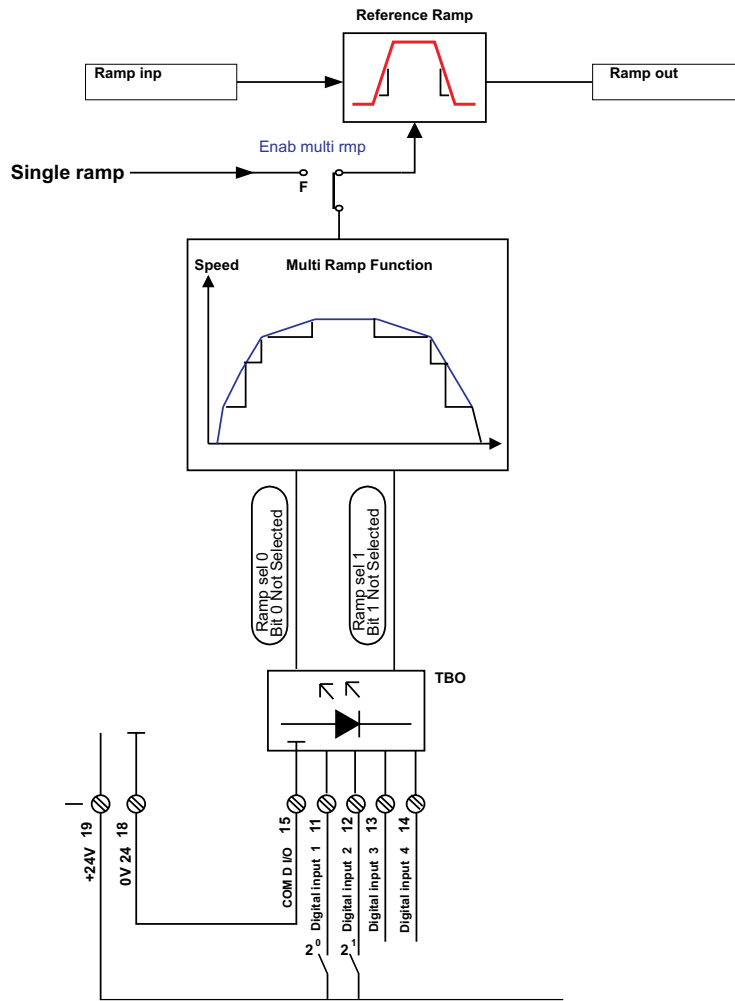 Reference Ramp
Ramp inp
Ramp out
Enab multi rmp
Single ramp
F
Speed
Multi Ramp Function
Ramp sel 0
Bit 0 Not Selected
Ramp sel 1
Bit 1 Not Selected
TBO
+24V 19
0V 24 18
COM D I/O 15
Digital input 1 11
Digital input 2 12
Digital input 3 13
Digital input 4 14
2⁰
2¹